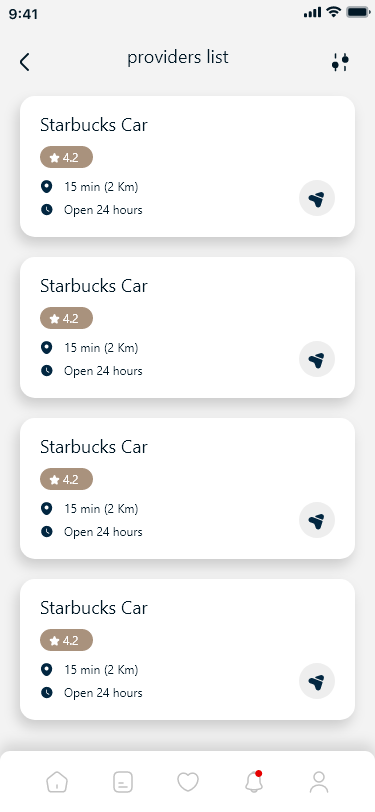 9:41
providers list
Starbucks Car
4.2
15 min (2 Km)
Open 24 hours
Starbucks Car
4.2
15 min (2 Km)
Open 24 hours
Starbucks Car
4.2
15 min (2 Km)
Open 24 hours
Starbucks Car
4.2
15 min (2 Km)
Open 24 hours